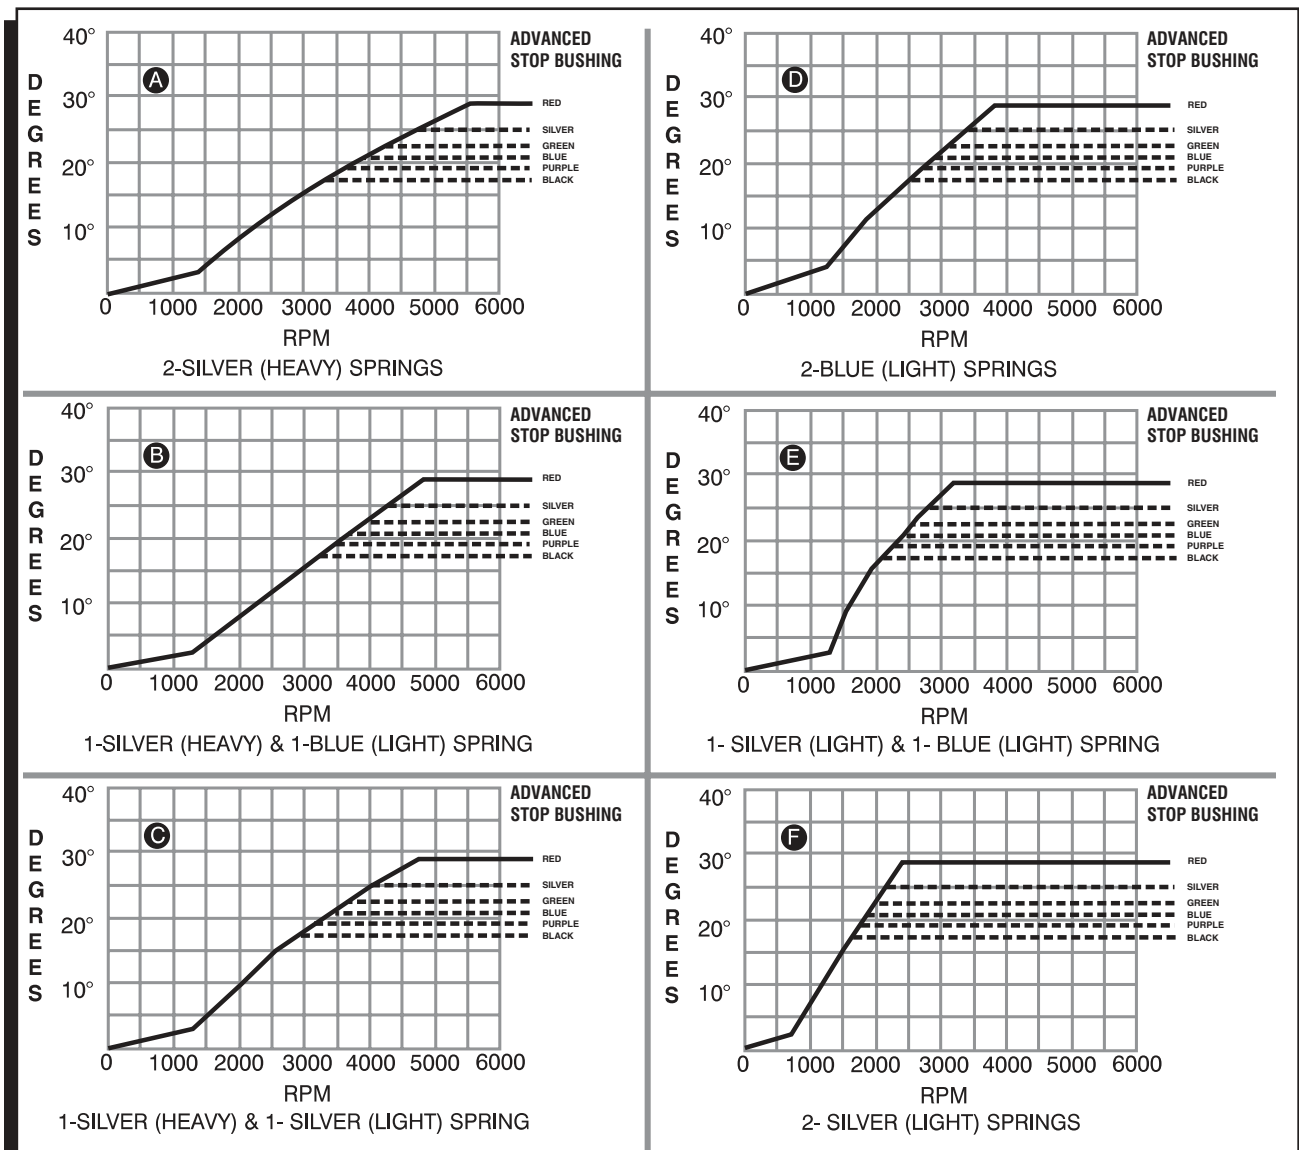 A
DEGREES
40°
30°
20°
10°
0 1000 2000 3000 4000 5000 6000
RPM
2-SILVER (HEAVY) SPRINGS
ADVANCED
STOP BUSHING
RED
SILVER
GREEN
BLUE
PURPLE
BLACK
D
DEGREES
40°
30°
20°
10°
0 1000 2000 3000 4000 5000 6000
RPM
2-BLUE (LIGHT) SPRINGS
ADVANCED
STOP BUSHING
RED
SILVER
GREEN
BLUE
PURPLE
BLACK
B
DEGREES
40°
30°
20°
10°
0 1000 2000 3000 4000 5000 6000
RPM
1-SILVER (HEAVY) & 1-BLUE (LIGHT) SPRING
ADVANCED
STOP BUSHING
RED
SILVER
GREEN
BLUE
PURPLE
BLACK
E
DEGREES
40°
30°
20°
10°
0 1000 2000 3000 4000 5000 6000
RPM
1- SILVER (LIGHT) & 1- BLUE (LIGHT) SPRING
ADVANCED
STOP BUSHING
RED
SILVER
GREEN
BLUE
PURPLE
BLACK
C
DEGREES
40°
30°
20°
10°
0 1000 2000 3000 4000 5000 6000
RPM
1-SILVER (HEAVY) & 1- SILVER (LIGHT) SPRING
ADVANCED
STOP BUSHING
RED
SILVER
GREEN
BLUE
PURPLE
BLACK
F
DEGREES
40°
30°
20°
10°
0 1000 2000 3000 4000 5000 6000
RPM
2- SILVER (LIGHT) SPRINGS
ADVANCED
STOP BUSHING
RED
SILVER
GREEN
BLUE
PURPLE
BLACK